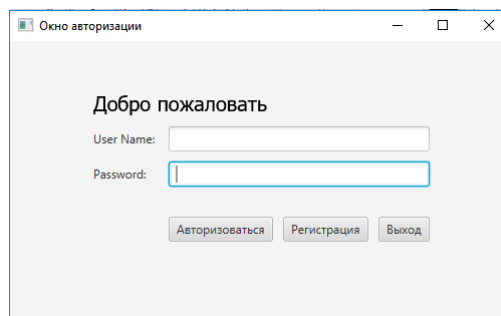 Окно авторизации
Добро пожаловать
User Name:
Password:
Авторизоваться Регистрация Выход